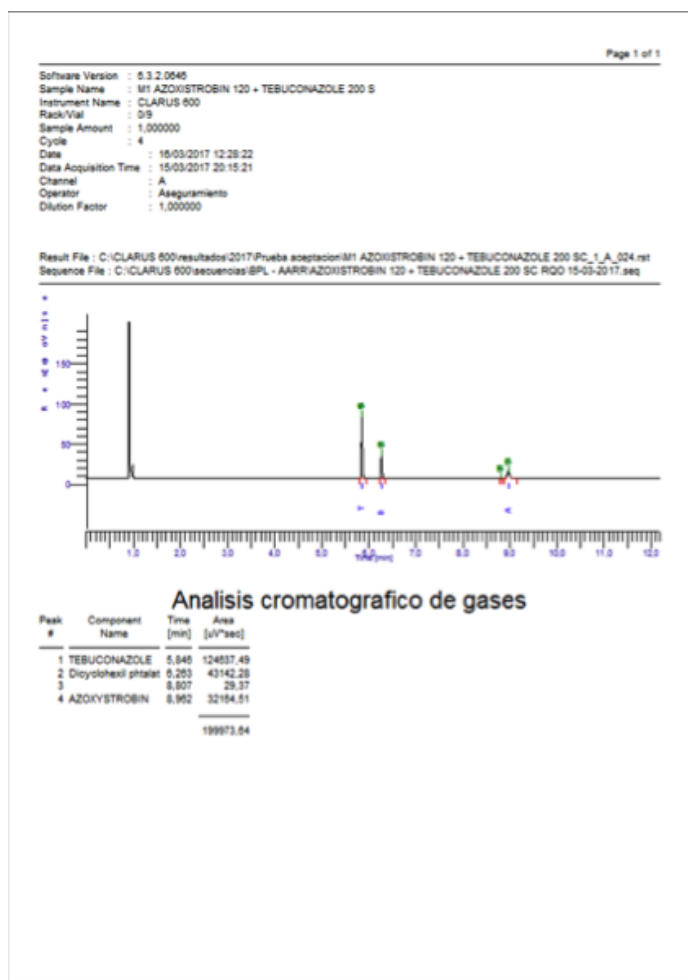 Page 1 of 1
Software Version : 6.3.2.0646
Sample Name : M1 AZOXISTROBIN 120 + TEBUCONAZOLE 200 S
Instrument Name : CLARUS 600
Rack/Vial : 0/9
Sample Amount : 1,000000
Cycle : 4
Date : 16/03/2017 12:28:22
Data Acquisition Time : 15/03/2017 20:15:21
Channel : A
Operator : Aseguramiento
Dilution Factor : 1,000000
Result File : C:\CLARUS 600\resultados\2017\Prueba aceptacion\M1 AZOXISTROBIN 120 + TEBUCONAZOLE 200 SC_1_A_024.rst
Sequence File : C:\CLARUS 600\secuencias\BPL - AARR\AZOXISTROBIN 120 + TEBUCONAZOLE 200 SC RQO 15-03-2017.seq
150
100
50
0
T B A
1,0 2,0 3,0 4,0 5,0 6,0 7,0 8,0 9,0 10,0 11,0 12,0
Time [min]
Analisis cromatografico de gases
Peak Component Time Area
# Name [min] [uV*sec]
1 TEBUCONAZOLE 5,846 124637,49
2 Dicyclohexil phtalat 6,263 43142,28
3 8,807 29,37
4 AZOXYSTROBIN 8,962 32164,51
199973,64